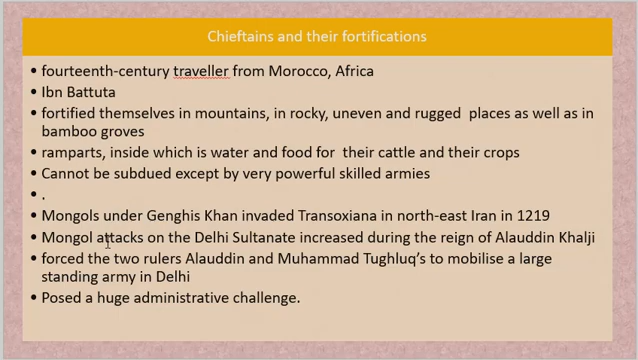 Chieftains and their fortifications
• fourteenth-century traveller from Morocco, Africa
• Ibn Battuta
• fortified themselves in mountains, in rocky, uneven and rugged places as well as in
bamboo groves
• ramparts, inside which is water and food for their cattle and their crops
• Cannot be subdued except by very powerful skilled armies
• .
• Mongols under Genghis Khan invaded Transoxiana in north-east Iran in 1219
• Mongol attacks on the Delhi Sultanate increased during the reign of Alauddin Khalji
• forced the two rulers Alauddin and Muhammad Tughluq's to mobilise a large
standing army in Delhi
• Posed a huge administrative challenge.